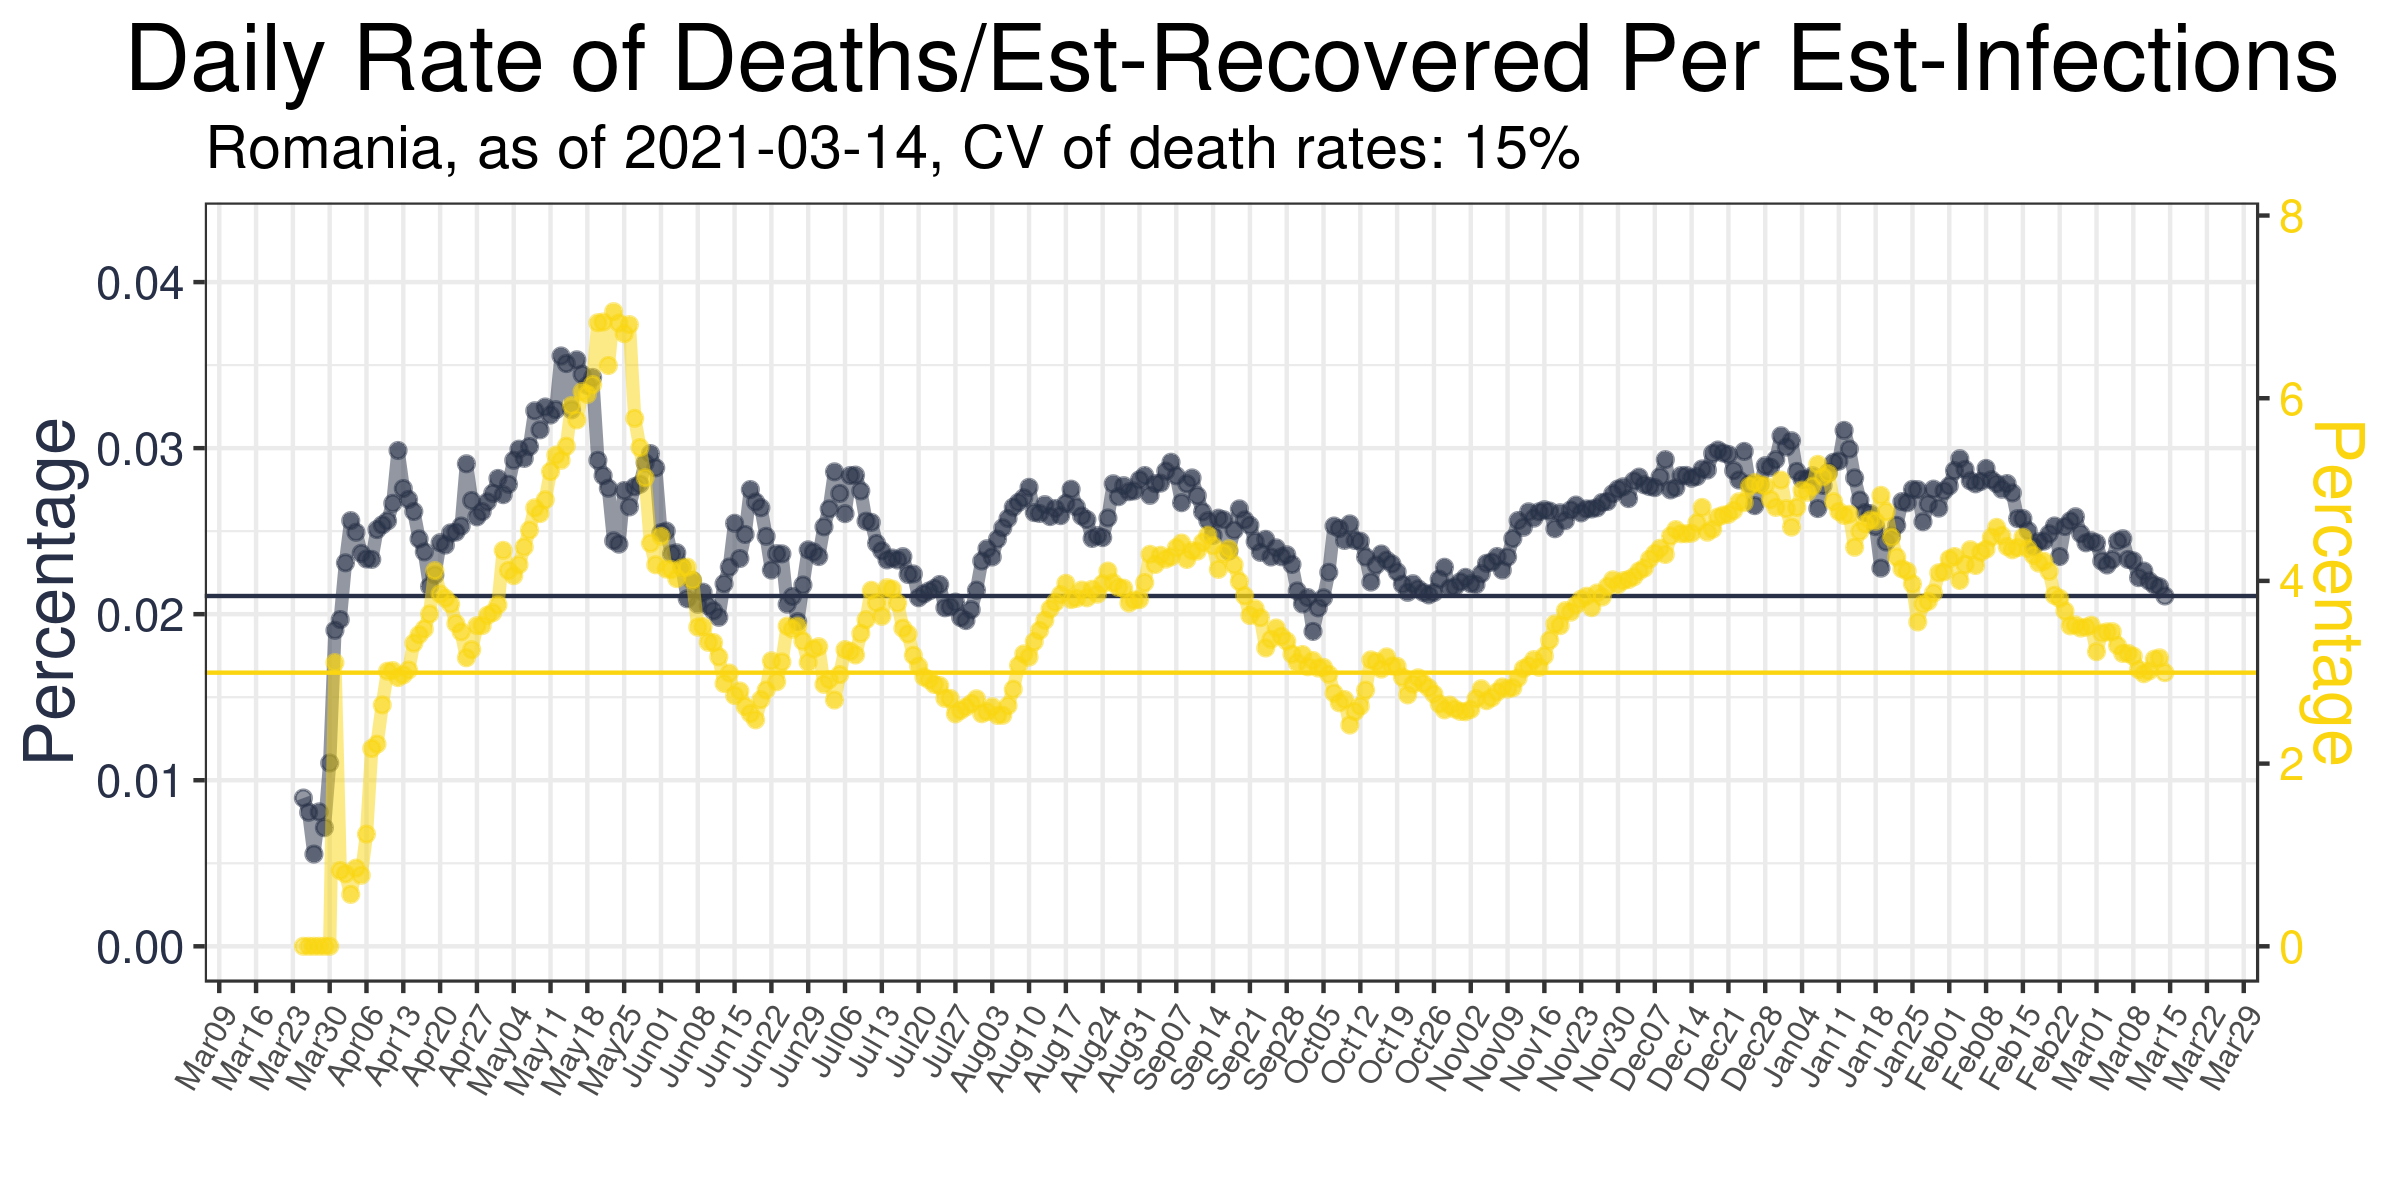 Daily Rate of Deaths/Est-Recovered Per Est-Infections
Romania, as of 2021-03-14, CV of death rates: 15%
Percentage
0.04
0.03
0.02
0.01
0.00
8
6
4
2
0
Percentage
Mar09 Mar16 Mar23 Mar30 Apr06 Apr13 Apr20 Apr27 May04 May11 May18 May25 Jun01 Jun08 Jun15 Jun22 Jun29 Jul06 Jul13 Jul20 Jul27 Aug03 Aug10 Aug17 Aug24 Aug31 Sep07 Sep14 Sep21 Sep28 Oct05 Oct12 Oct19 Oct26 Nov02 Nov09 Nov16 Nov23 Nov30 Dec07 Dec14 Dec21 Dec28 Dec04 Jan11 Jan18 Jan25 Feb01 Feb08 Feb15 Feb22 Mar01 Mar08 Mar15 Mar22 Mar29